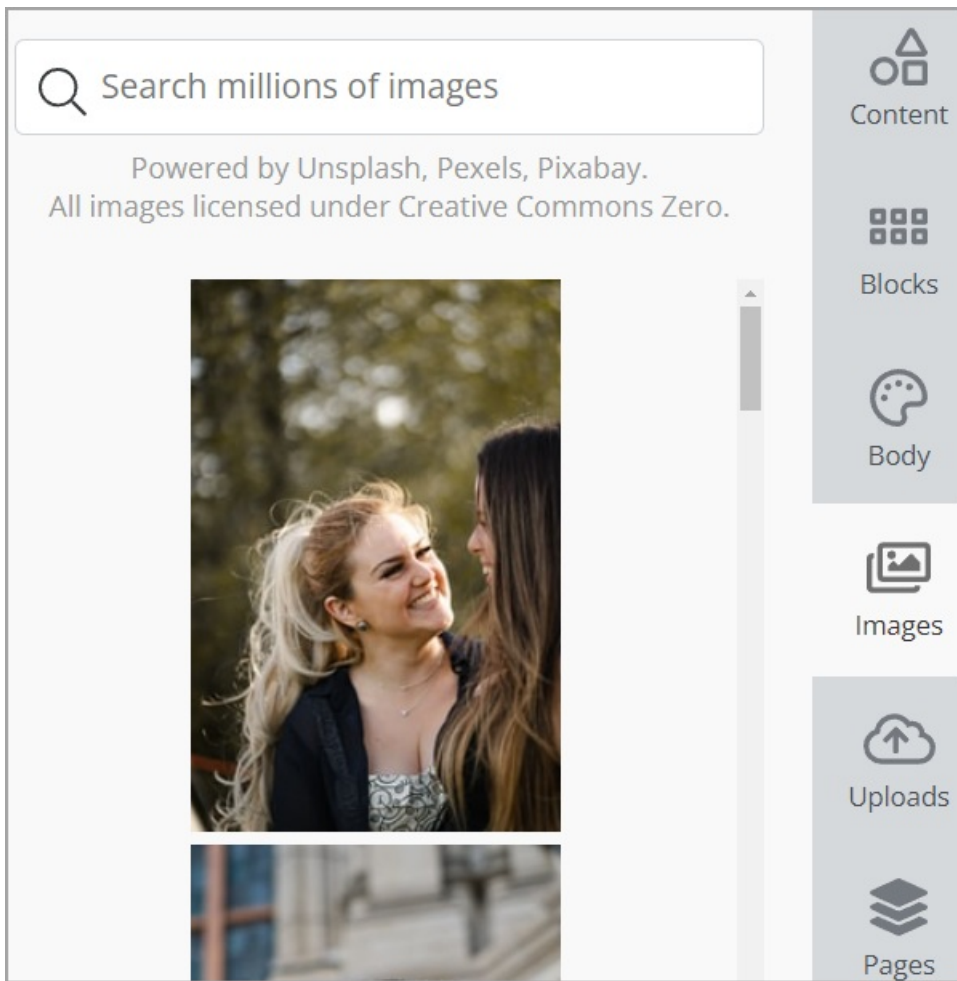 Search millions of images
Powered by Unsplash, Pexels, Pixabay.
All images licensed under Creative Commons Zero.
Content
Blocks
Body
Images
Uploads
Pages